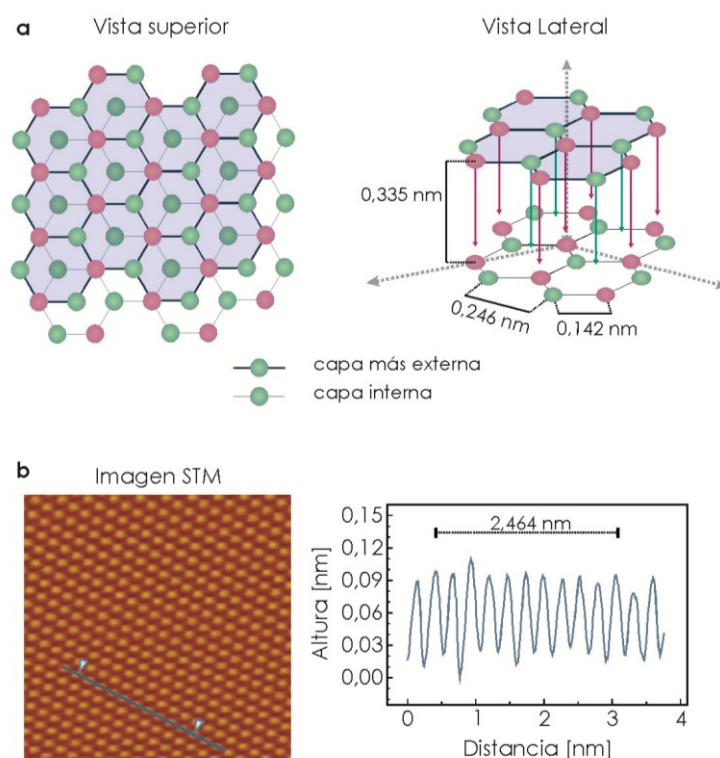 a
Vista superior
Vista Lateral
0,335 nm
0,246 nm
0,142 nm
capa más externa
capa interna
b
Imagen STM
2,464 nm
0,15
0,12
0,09
0,06
0,03
0,00
Altura [nm]
0
1
2
3
4
Distancia [nm]